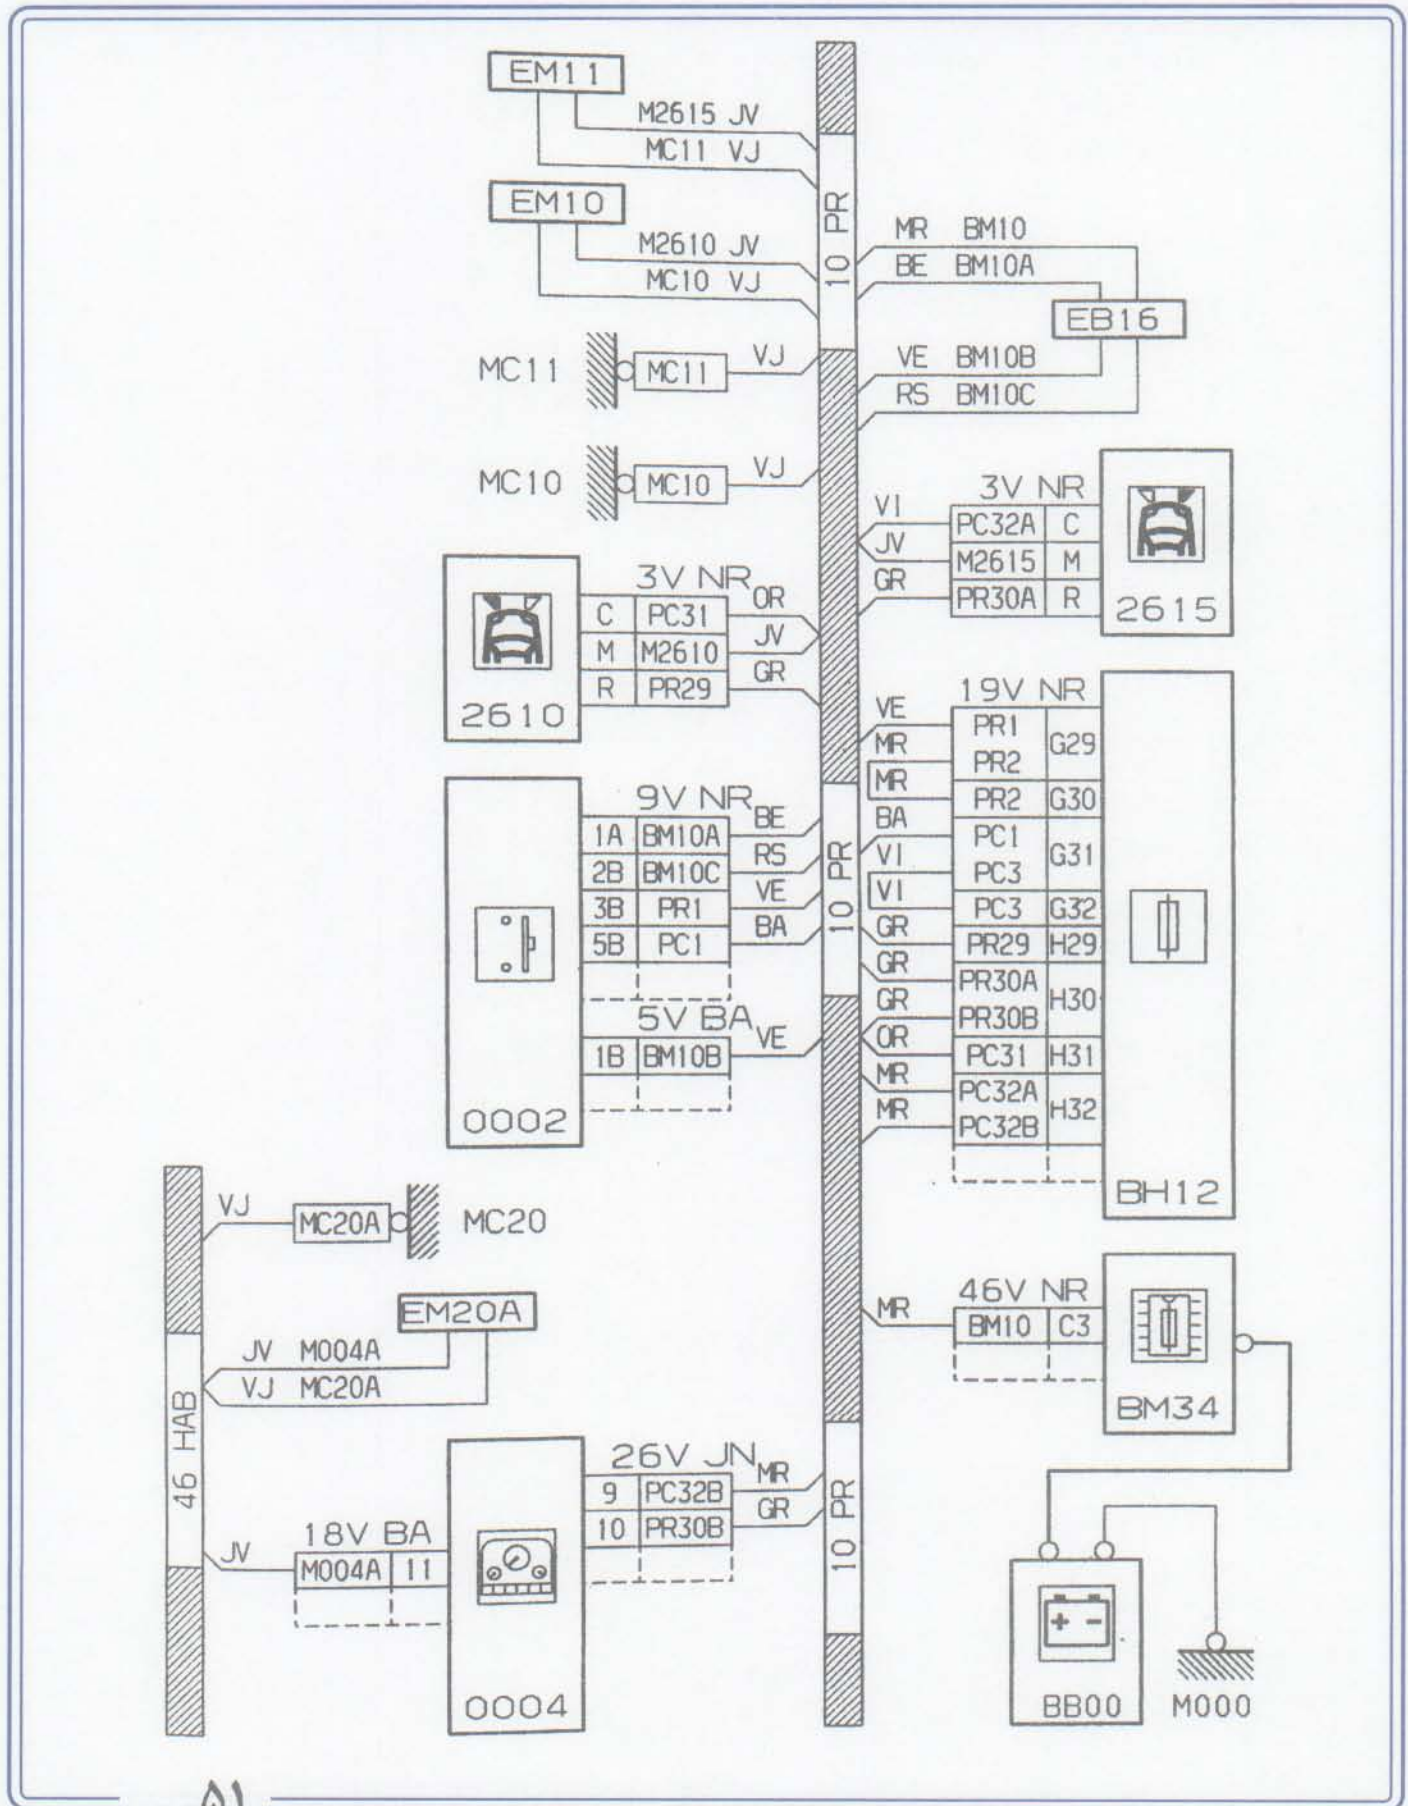 EM11
M2615 JV
MC11 VJ
EM10
M2610 JV
MC10 VJ
10 PR
MR BM10
BE BM10A
EB16
VE BM10B
RS BM10C
MC11 MC11 VJ
MC10 MC10 VJ
3V NR
VI PC32A C
JV M2615 M
GR PR30A R
2615
3V NR
C PC31 OR
M M2610 JV
R PR29 GR
2610
19V NR
VE PR1 G29
MR PR2
MR PR2 G30
BA PC1 G31
VI PC3
VI PC3 G32
GR PR29 H29
GR PR30A H30
GR PR30B
OR PC31 H31
MR PC32A H32
MR PC32B
BH12
9V NR
1A BM10A BE
2B BM10C RS
3B PR1 VE
5B PC1 BA
5V BA
1B BM10B VE
0002
10 PR
VJ MC20A MC20
EM20A
JV M004A
VJ MC20A
46 HAB
46V NR
MR BM10 C3
BM34
26V JN
9 PC32B MR
10 PR30B GR
18V BA
JV M004A 11
0004
10 PR
+ -
BB00
M000
۵۱